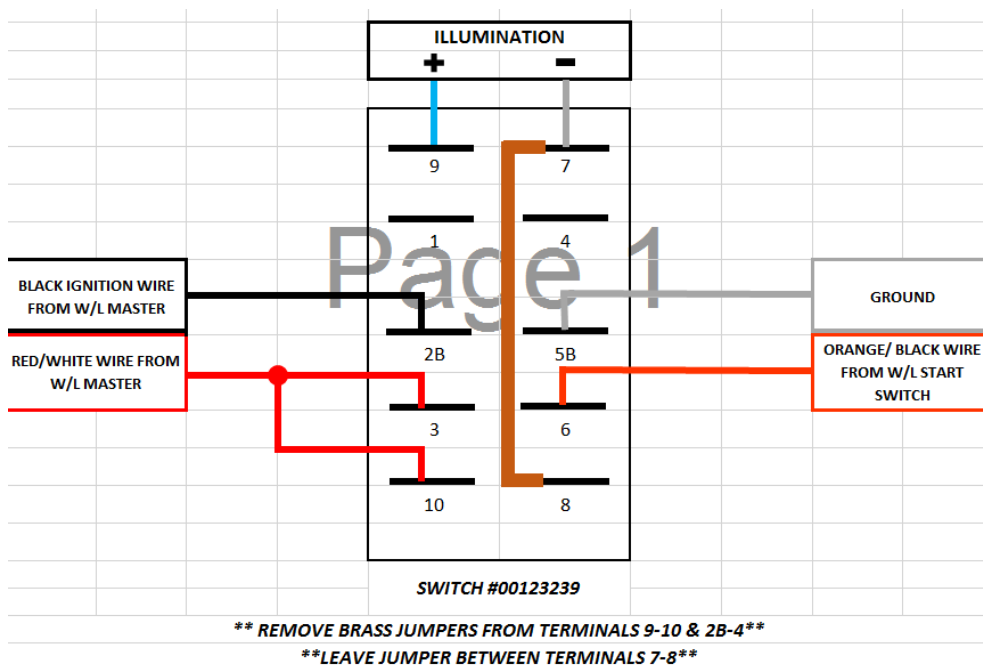 ILLUMINATION
+ -
9 7
1 4
Page 1
BLACK IGNITION WIRE
FROM W/L MASTER
GROUND
2B 5B
RED/WHITE WIRE FROM
W/L MASTER
ORANGE/ BLACK WIRE
FROM W/L START
SWITCH
3 6
10 8
SWITCH #00123239
** REMOVE BRASS JUMPERS FROM TERMINALS 9-10 & 2B-4**
**LEAVE JUMPER BETWEEN TERMINALS 7-8**